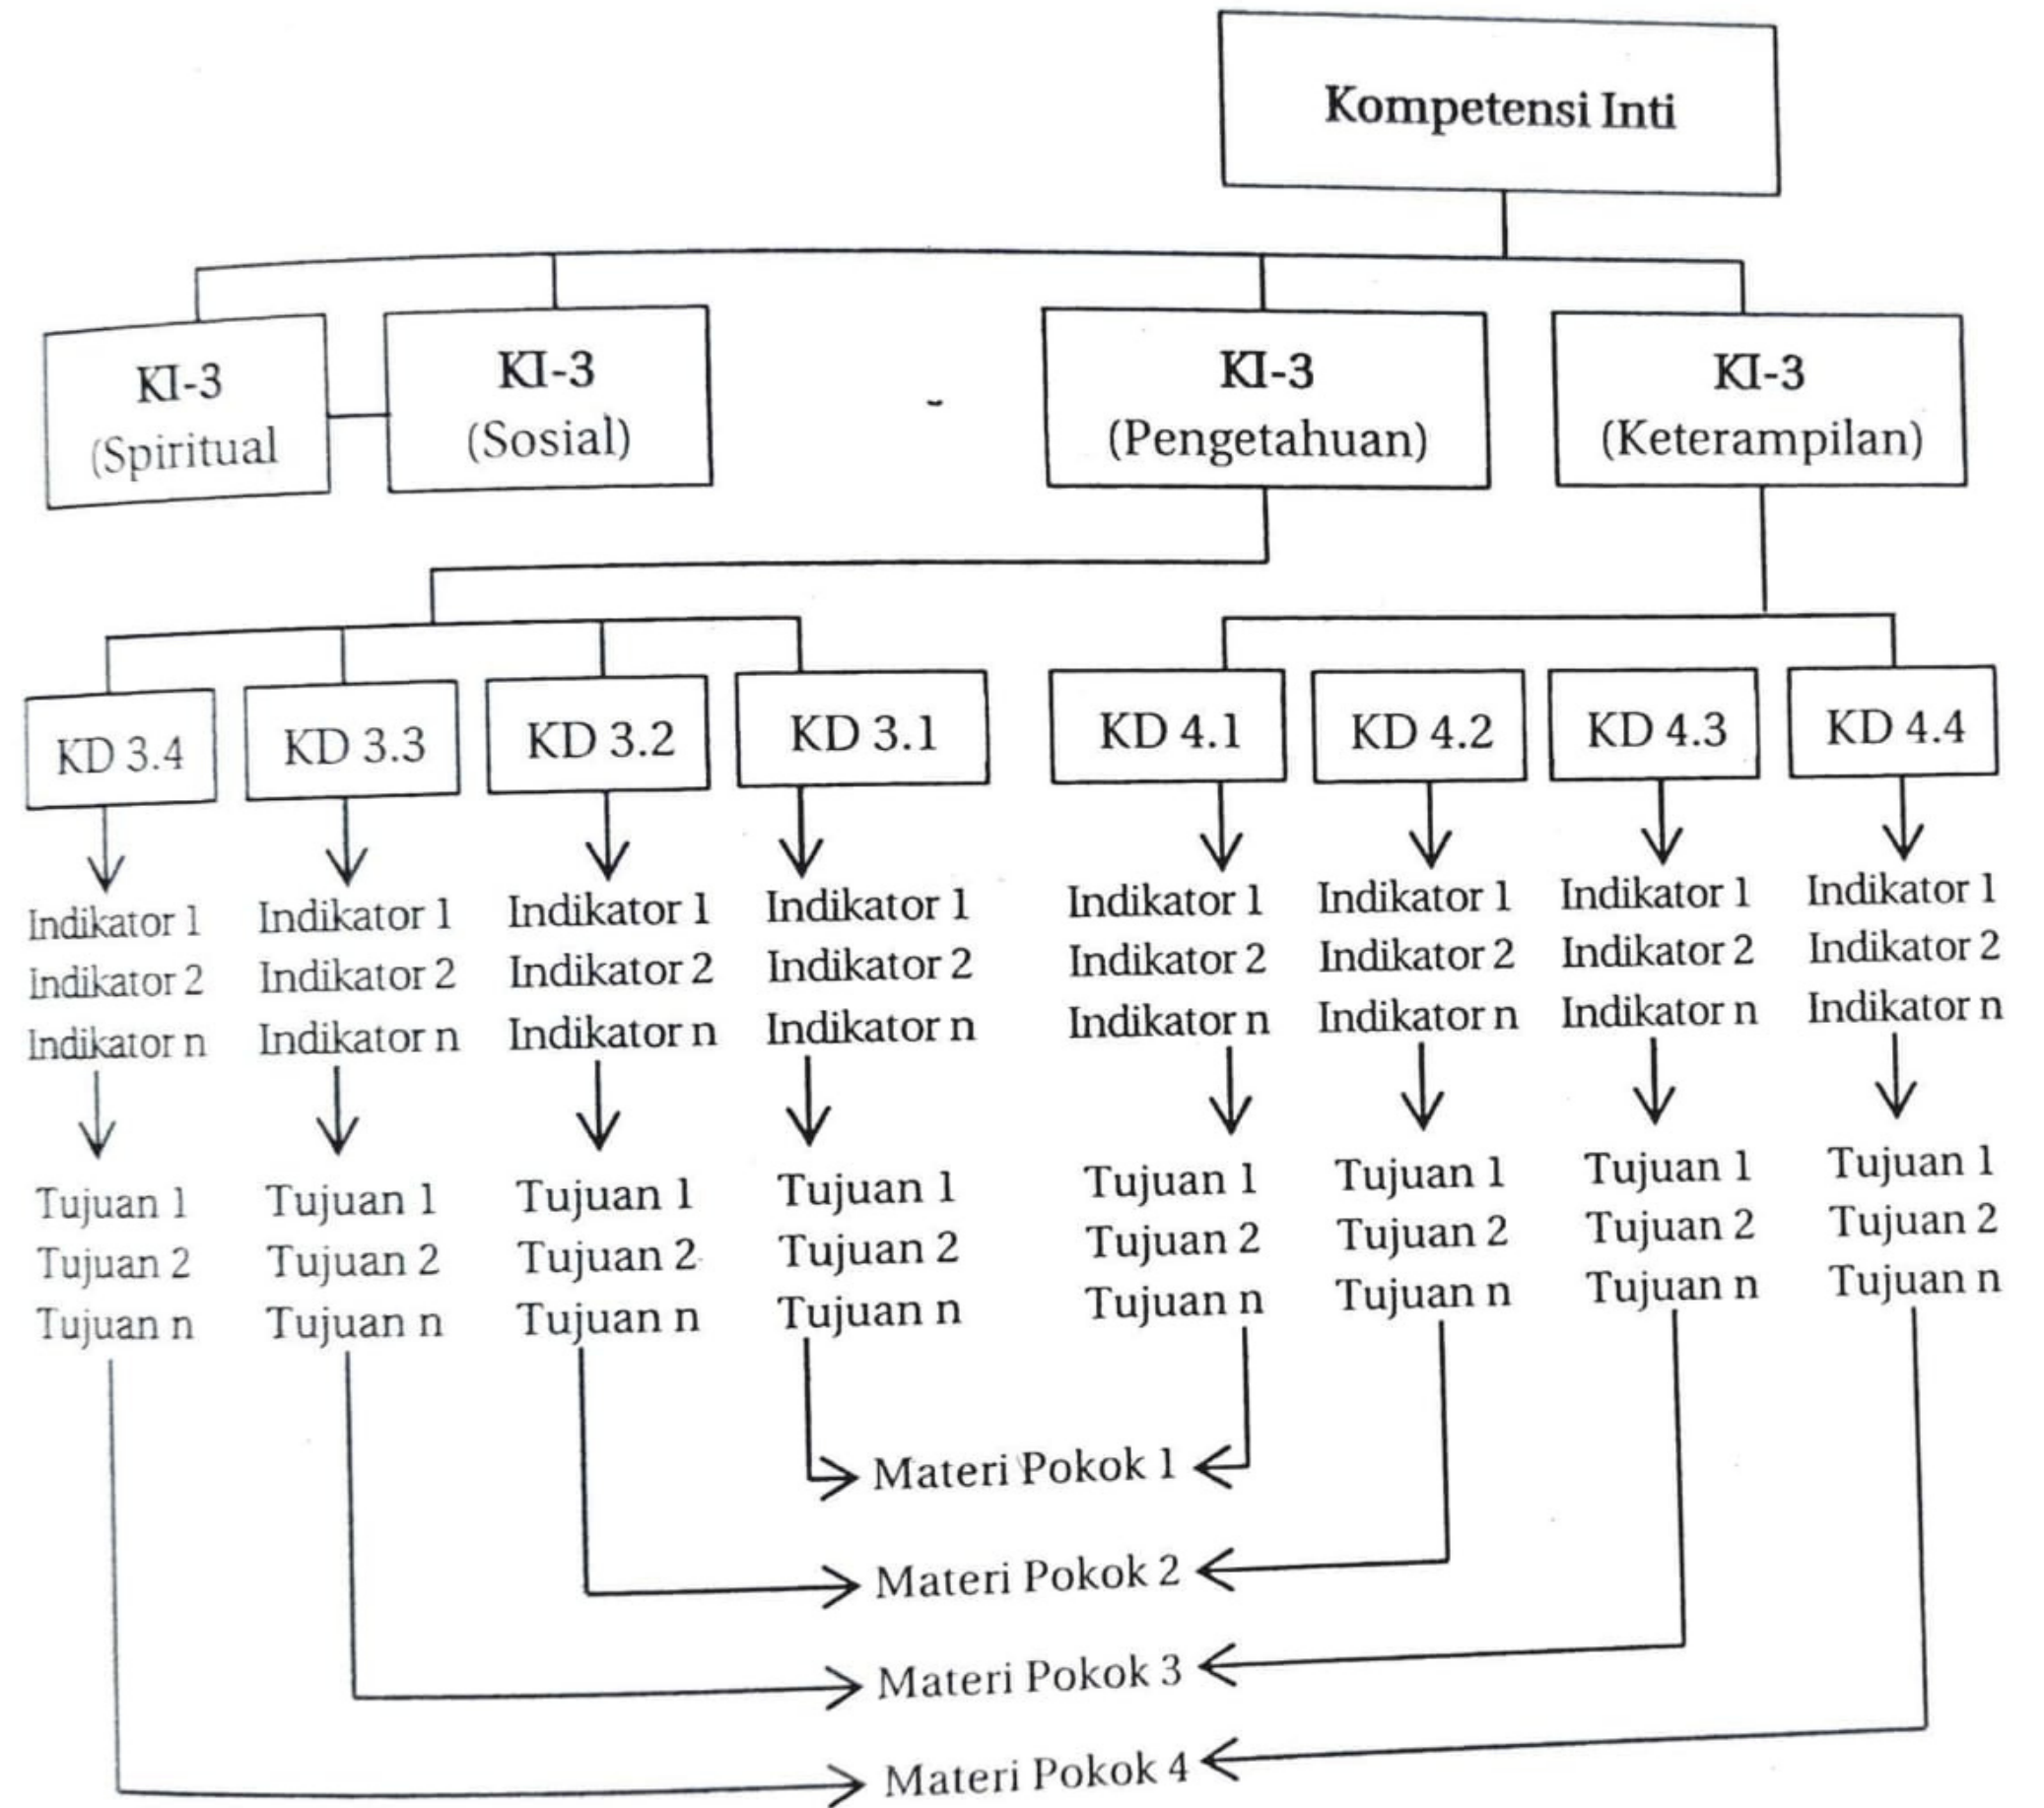 Kompetensi Inti
KI-3
(Spiritual
KI-3
(Sosial)
KI-3
(Pengetahuan)
KI-3
(Keterampilan)
KD 3.4
KD 3.3
KD 3.2
KD 3.1
KD 4.1
KD 4.2
KD 4.3
KD 4.4
Indikator 1
Indikator 2
Indikator n
Indikator 1
Indikator 2
Indikator n
Indikator 1
Indikator 2
Indikator n
Indikator 1
Indikator 2
Indikator n
Indikator 1
Indikator 2
Indikator n
Indikator 1
Indikator 2
Indikator n
Indikator 1
Indikator 2
Indikator n
Indikator 1
Indikator 2
Indikator n
Tujuan 1
Tujuan 2
Tujuan n
Tujuan 1
Tujuan 2
Tujuan n
Tujuan 1
Tujuan 2
Tujuan n
Tujuan 1
Tujuan 2
Tujuan n
Tujuan 1
Tujuan 2
Tujuan n
Tujuan 1
Tujuan 2
Tujuan n
Tujuan 1
Tujuan 2
Tujuan n
Tujuan 1
Tujuan 2
Tujuan n
Materi Pokok 1
Materi Pokok 2
Materi Pokok 3
Materi Pokok 4